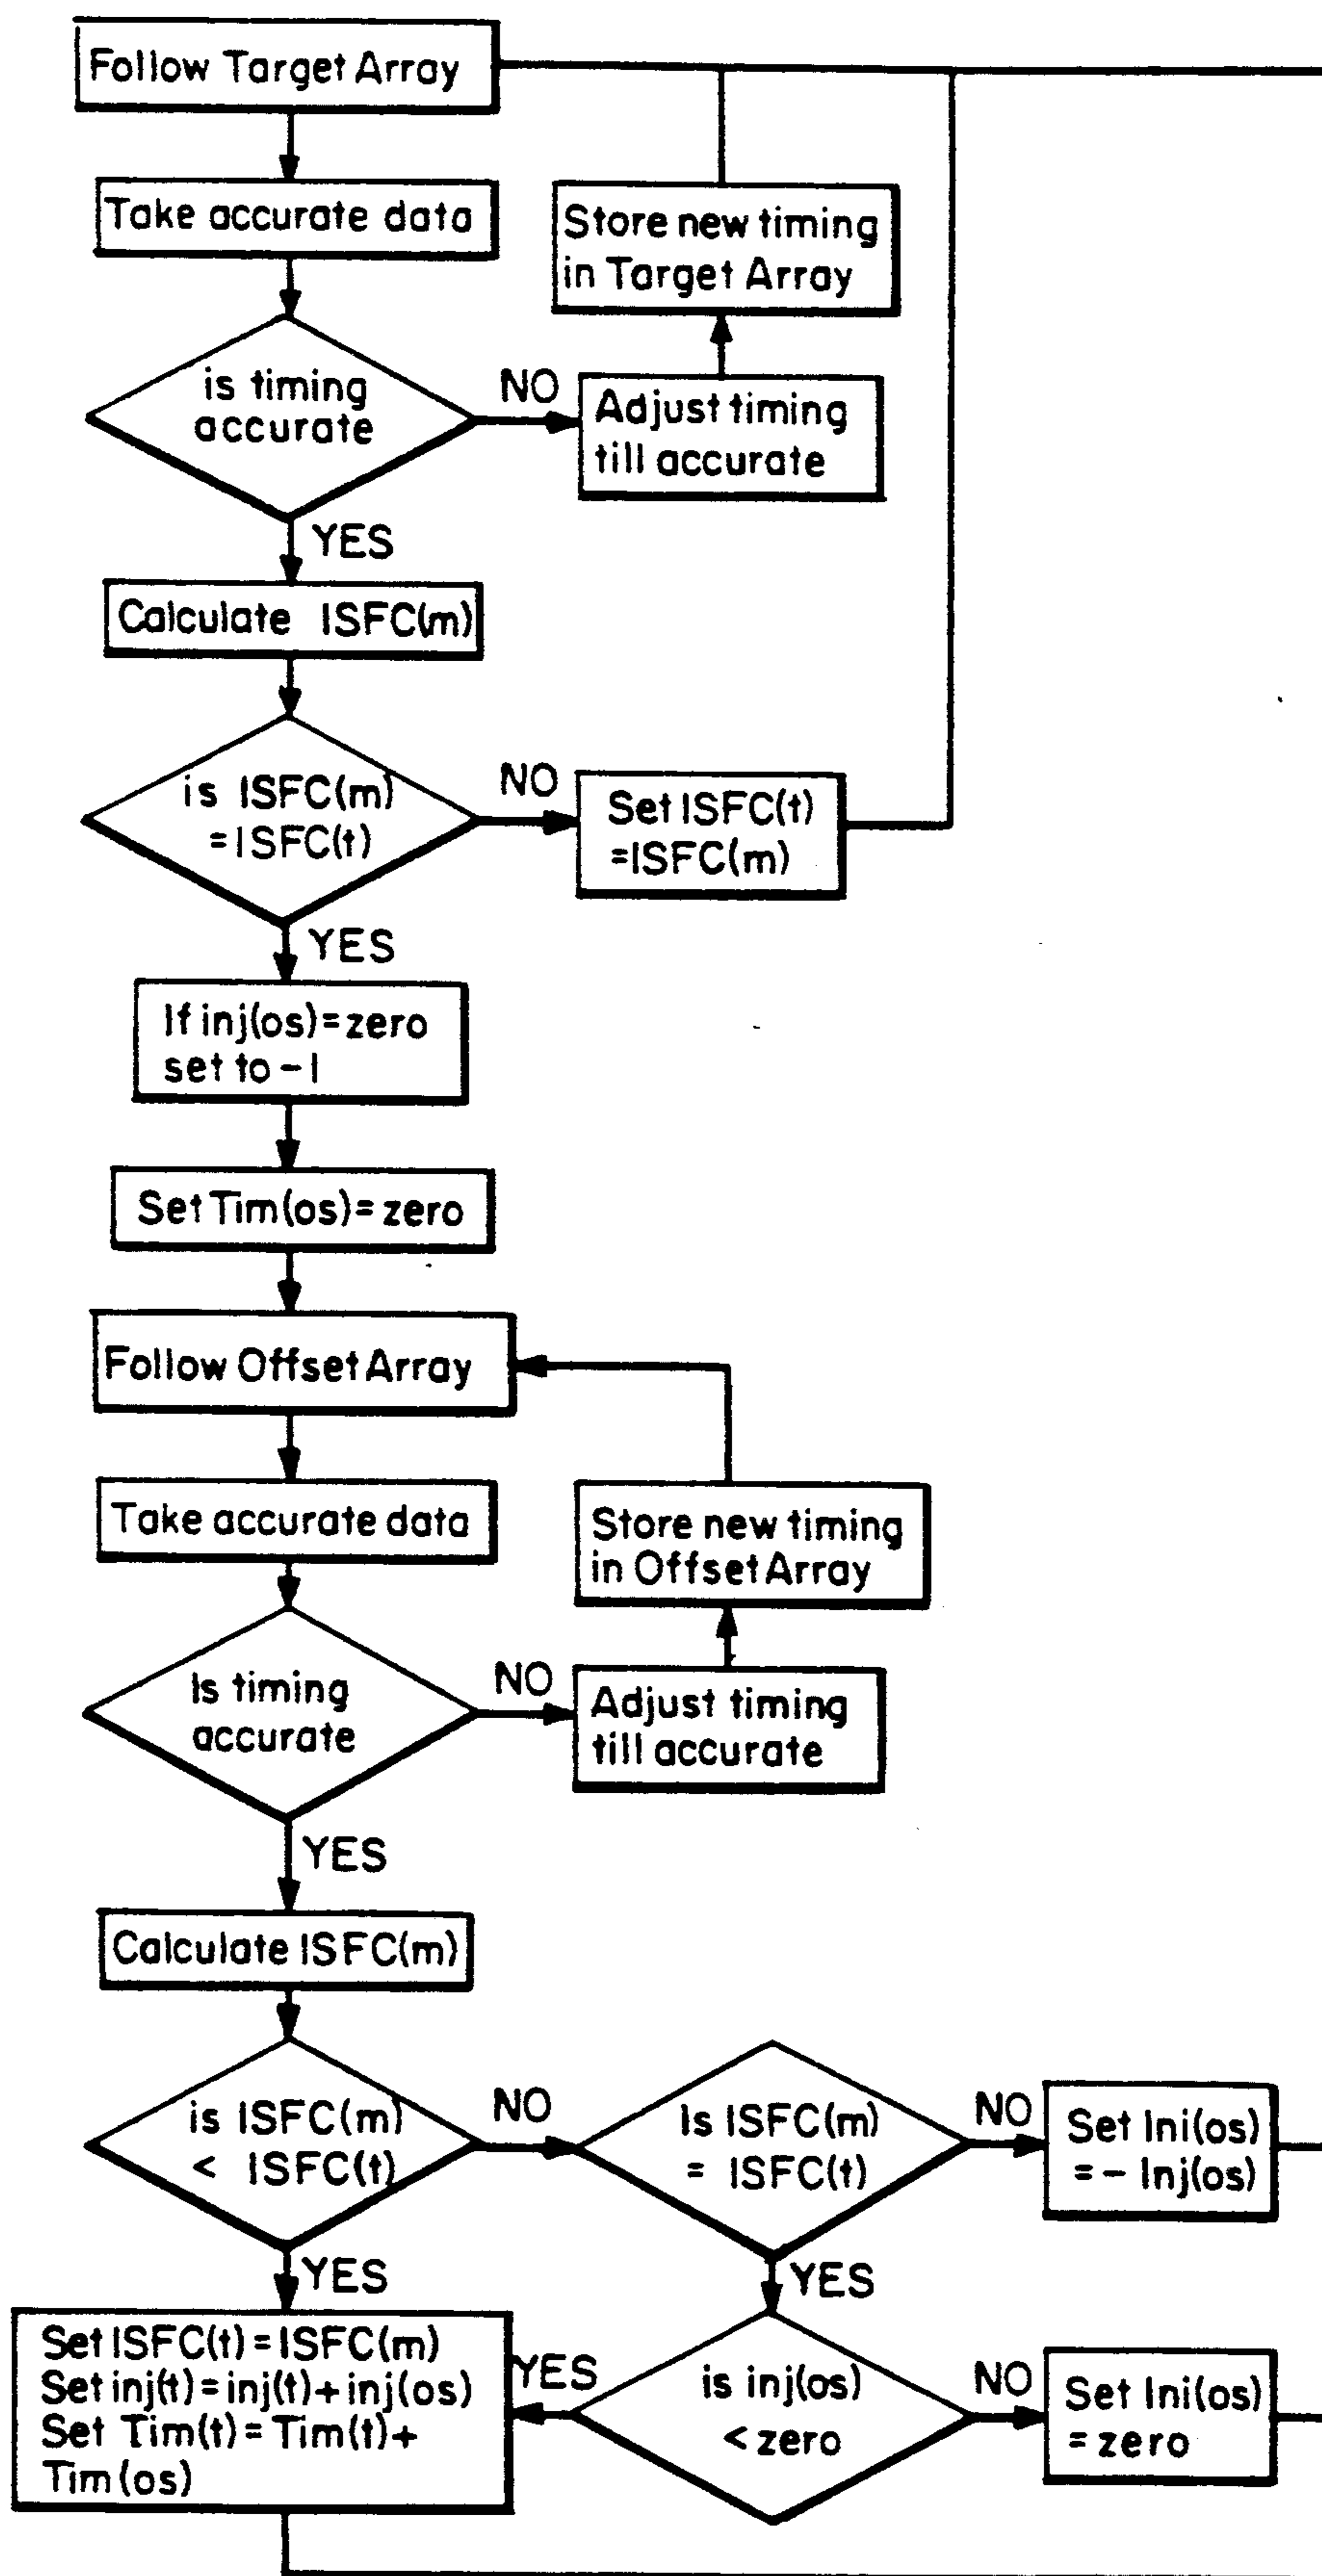 Follow Target Array
Take accurate data
Store new timing
in Target Array
is timing
accurate
NO
Adjust timing
till accurate
YES
Calculate ISFC(m)
is ISFC(m)
=ISFC(t)
NO
Set ISFC(t)
=ISFC(m)
YES
If inj(os)=zero
set to -1
Set Tim(os)=zero
Follow Offset Array
Take accurate data
Store new timing
in Offset Array
Is timing
accurate
NO
Adjust timing
till accurate
YES
Calculate ISFC(m)
is ISFC(m)
< ISFC(t)
NO
Is ISFC(m)
= ISFC(t)
NO
Set Ini(os)
=- Inj(os)
YES
YES
Set ISFC(t)=ISFC(m)
Set inj(t)=inj(t)+inj(os)
Set Tim(t)=Tim(t)+
Tim(os)
YES
is inj(os)
<zero
NO
Set Ini(os)
=zero